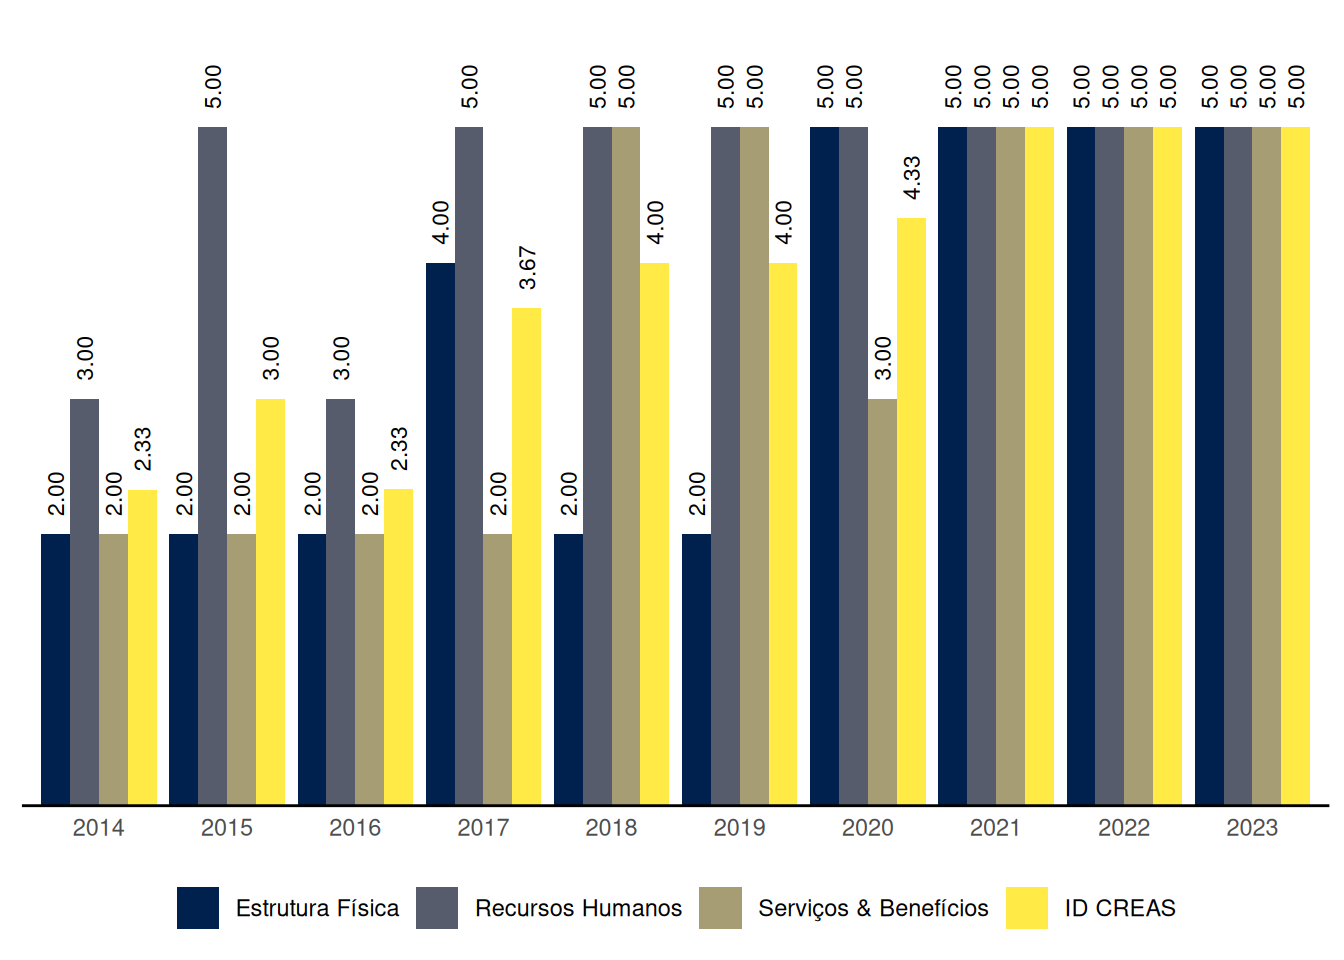 5.00 5.00 5.00 5.00 5.00 5.00 5.00 5.00 5.00 5.00 5.00 5.00 5.00 5.00 5.00 5.00 5.00 5.00 5.00 5.00
4.33
4.00 4.00 4.00
3.67
3.00 3.00 3.00 3.00
2.33 2.33
2.00 2.00 2.00 2.00 2.00 2.00 2.00 2.00 2.00
2014 2015 2016 2017 2018 2019 2020 2021 2022 2023
Estrutura Física Recursos Humanos Serviços & Benefícios ID CREAS